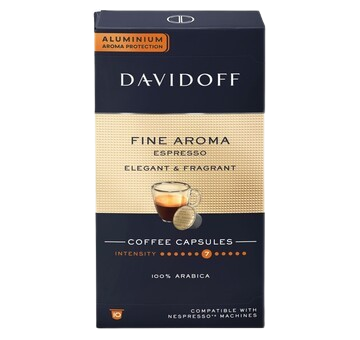 ALUMINIUM
AROMA PROTECTION
DAVIDOFF
FINE AROMA
ESPRESSO
ELEGANT & FRAGRANT
COFFEE CAPSULES
INTENSITY 7
100% ARABICA
10
COMPATIBLE WITH
NESPRESSO** MACHINES